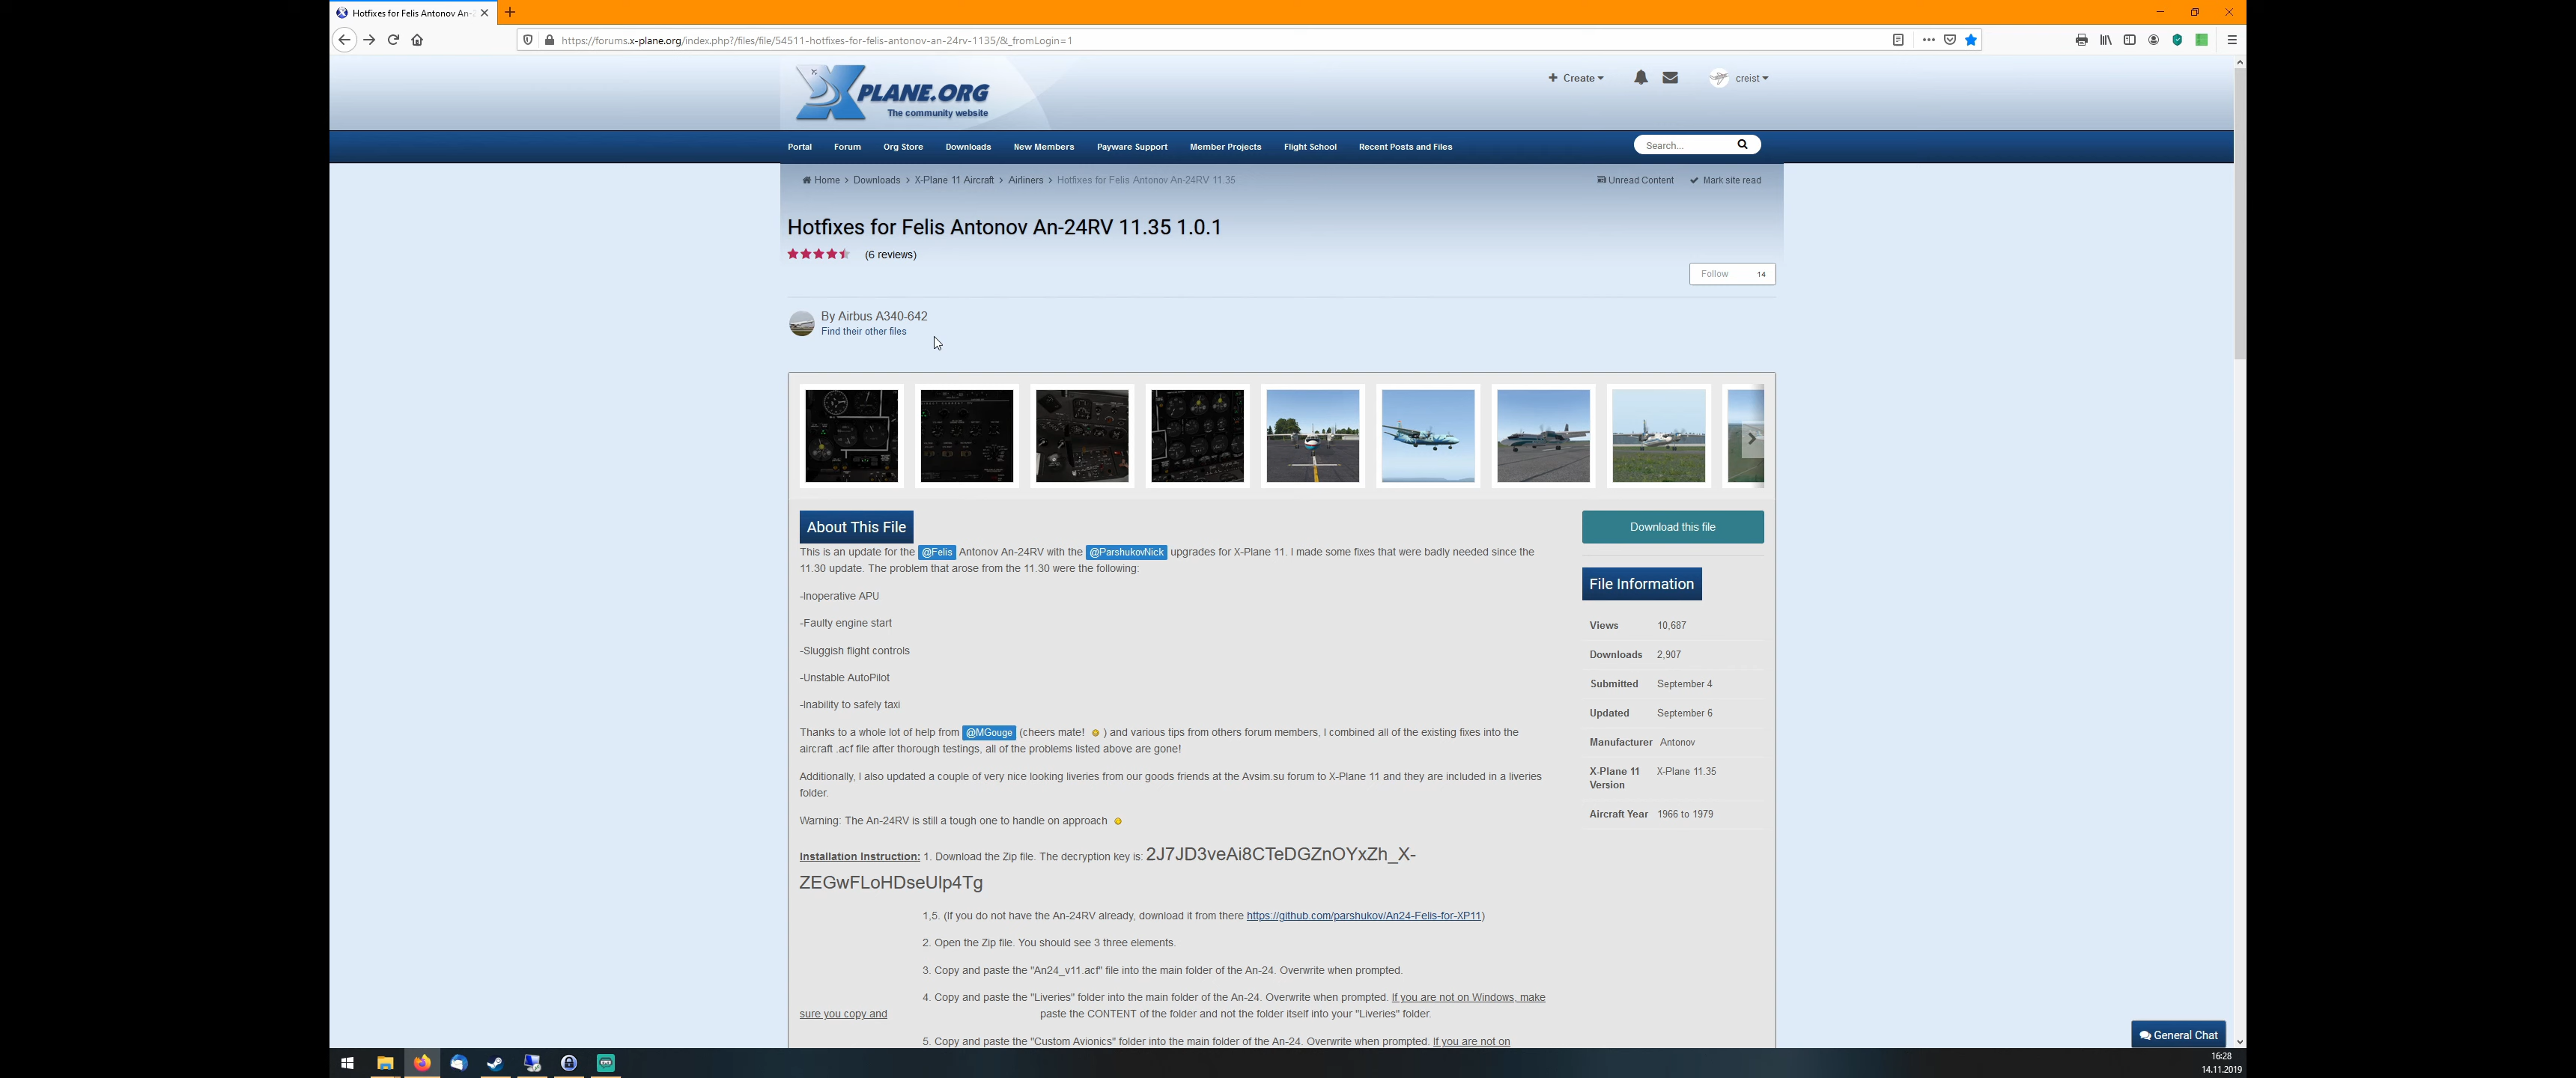 Hotfixes for Felis Antonov An-2
https://forums.x-plane.org/index.php?/files/file/54511-hotfixes-for-felis-antonov-an-24rv-1135/&_fromLogin=1
X PLANE.ORG
The community website
Create
creist
Portal Forum Org Store Downloads New Members Payware Support Member Projects Flight School Recent Posts and Files
Search...
Home > Downloads > X-Plane 11 Aircraft > Airliners > Hotfixes for Felis Antonov An-24RV 11.35
Unread Content Mark site read
Hotfixes for Felis Antonov An-24RV 11.35 1.0.1
(6 reviews)
Follow 14
By Airbus A340-642
Find their other files
About This File
This is an update for the @Felis Antonov An-24RV with the @ParshukovNick upgrades for X-Plane 11. I made some fixes that were badly needed since the
11.30 update. The problem that arose from the 11.30 were the following:
-Inoperative APU
-Faulty engine start
-Sluggish flight controls
-Unstable AutoPilot
-Inability to safely taxi
Thanks to a whole lot of help from @MGouge (cheers mate! ) and various tips from others forum members, I combined all of the existing fixes into the
aircraft .acf file after thorough testings, all of the problems listed above are gone!
Additionally, I also updated a couple of very nice looking liveries from our goods friends at the Avsim.su forum to X-Plane 11 and they are included in a liveries
folder.
Warning: The An-24RV is still a tough one to handle on approach
Installation Instruction: 1. Download the Zip file. The decryption key is: 2J7JD3veAi8CTeDGZnOYxZh_X-
ZEGwFLoHDseUlp4Tg
1,5. (If you do not have the An-24RV already, download it from there https://github.com/parshukov/An24-Felis-for-XP11)
2. Open the Zip file. You should see 3 three elements.
3. Copy and paste the "An24_v11.acf" file into the main folder of the An-24. Overwrite when prompted.
4. Copy and paste the "Liveries" folder into the main folder of the An-24. Overwrite when prompted. If you are not on Windows, make
sure you copy and paste the CONTENT of the folder and not the folder itself into your "Liveries" folder.
5. Copy and paste the "Custom Avionics" folder into the main folder of the An-24. Overwrite when prompted. If you are not on
Download this file
File Information
Views 10,687
Downloads 2,907
Submitted September 4
Updated September 6
Manufacturer Antonov
X-Plane 11 X-Plane 11.35
Version
Aircraft Year 1966 to 1979
General Chat
16:28
14.11.2019